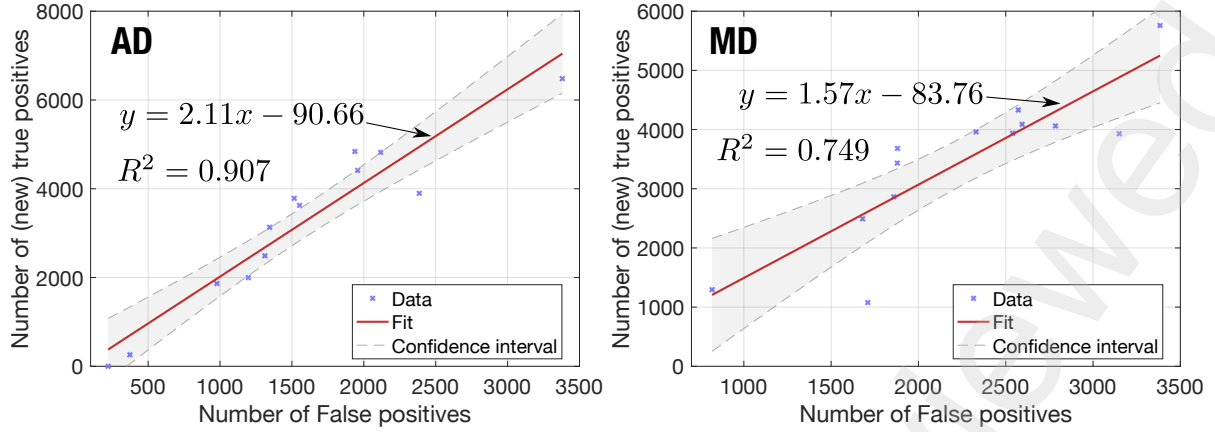 AD
y = 2.11x − 90.66
R² = 0.907
Number of (new) true positives
8000
6000
4000
2000
0
500 1000 1500 2000 2500 3000 3500
Number of False positives
Data
Fit
Confidence interval
MD
y = 1.57x − 83.76
R² = 0.749
Number of (new) true positives
6000
5000
4000
3000
2000
1000
0
1000 1500 2000 2500 3000 3500
Number of False positives
Data
Fit
Confidence interval
iewed